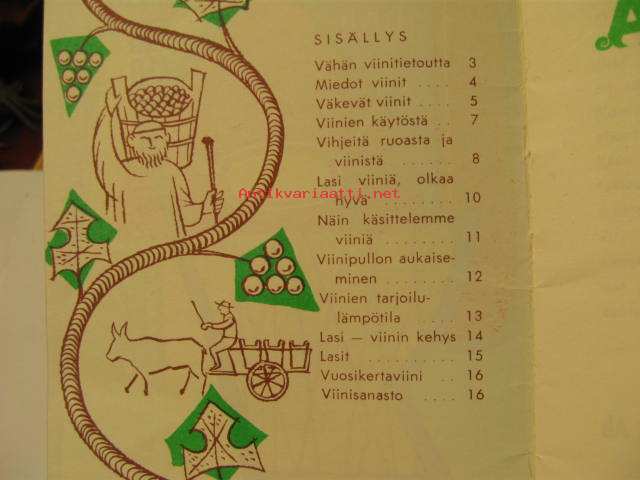 SISÄLLYS
Vähän viinitietoutta 3
Miedot viinit .... 4
Väkevät viinit .... 5
Viinien käytöstä .. 7
Vihjeitä ruoasta ja
viinistä ...... 8
Lasi viiniä, olkaa
hyvä ........ 10
Näin käsittelemme
viiniä ........ 11
Viinipullon aukaise-
minen ........ 12
Viinien tarjoilu-
lämpötila .... 13
Lasi — viinin kehys 14
Lasit .......... 15
Vuosikertaviini .. 16
Viinisanasto .... 16
Antikvariaatti.net